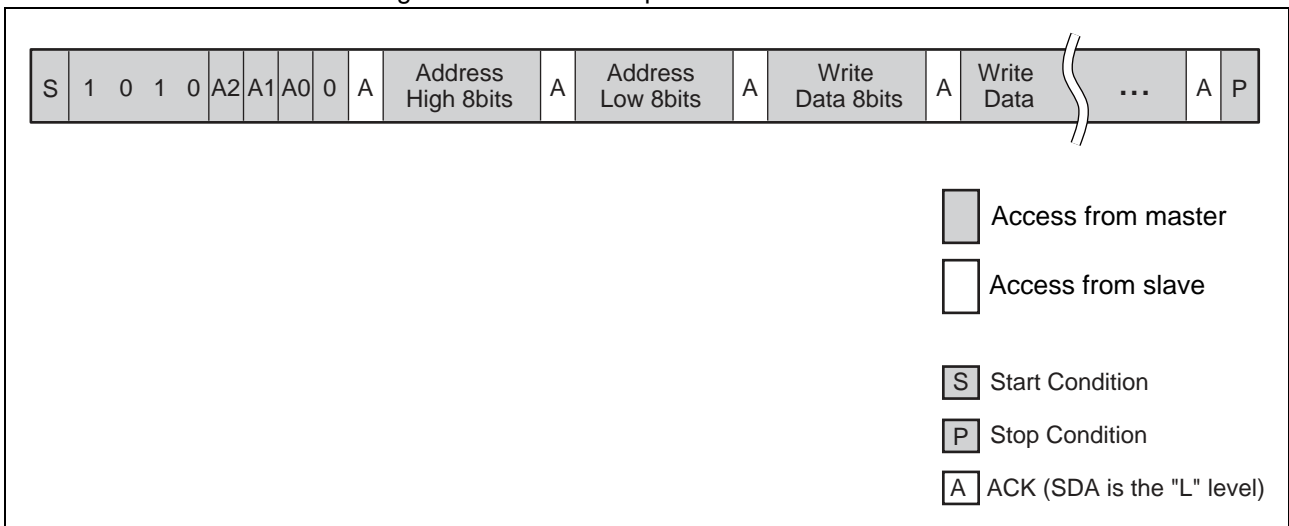 S 1 0 1 0 A2 A1 A0 0 A Address High 8bits A Address Low 8bits A Write Data 8bits A Write Data ... A P
Access from master
Access from slave
S Start Condition
P Stop Condition
A ACK (SDA is the "L" level)